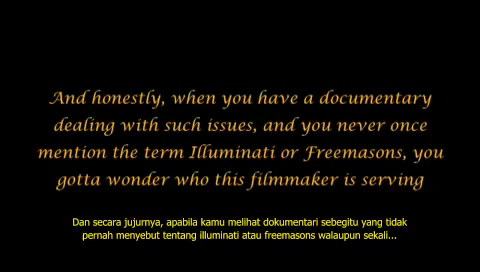 And honestly, when you have a documentary
dealing with such issues, and you never once
mention the term Illuminati or Freemasons, you
gotta wonder who this filmmaker is serving
Dan secara jujurnya, apabila kamu melihat dokumentari sebegitu yang tidak
pernah menyebut tentang illuminati atau freemasons walaupun sekali...